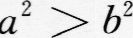 a² > b²